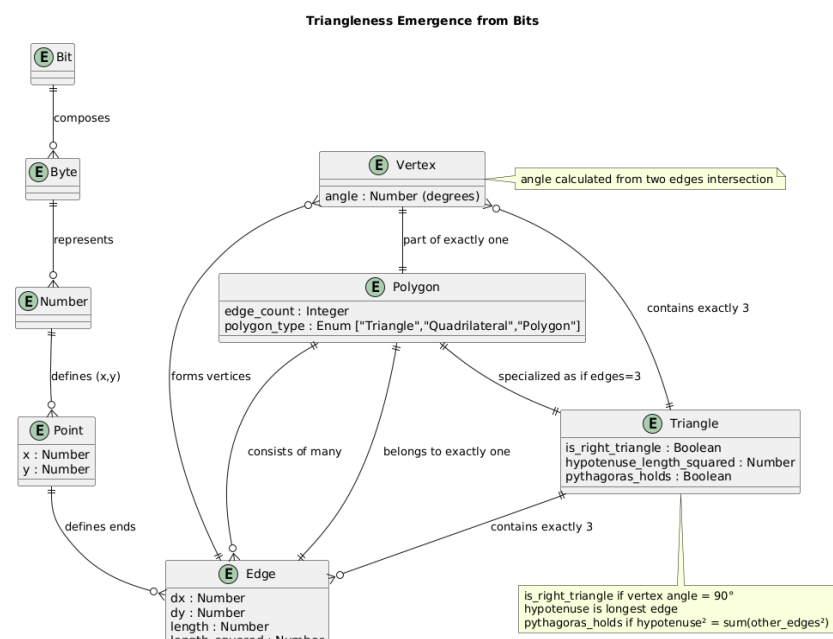 Triangleness Emergence from Bits
E Bit
composes
E Byte
E Vertex
angle : Number (degrees)
angle calculated from two edges intersection
represents
part of exactly one
E Number
E Polygon
edge_count : Integer
polygon_type : Enum ["Triangle","Quadrilateral","Polygon"]
contains exactly 3
defines (x,y)
forms vertices
specialized as if edges=3
E Point
x : Number
y : Number
consists of many
belongs to exactly one
E Triangle
is_right_triangle : Boolean
hypotenuse_length_squared : Number
pythagoras_holds : Boolean
defines ends
contains exactly 3
E Edge
dx : Number
dy : Number
length : Number
length_squared : Number
is_right_triangle if vertex angle = 90°
hypotenuse is longest edge
pythagoras_holds if hypotenuse² = sum(other_edges²)